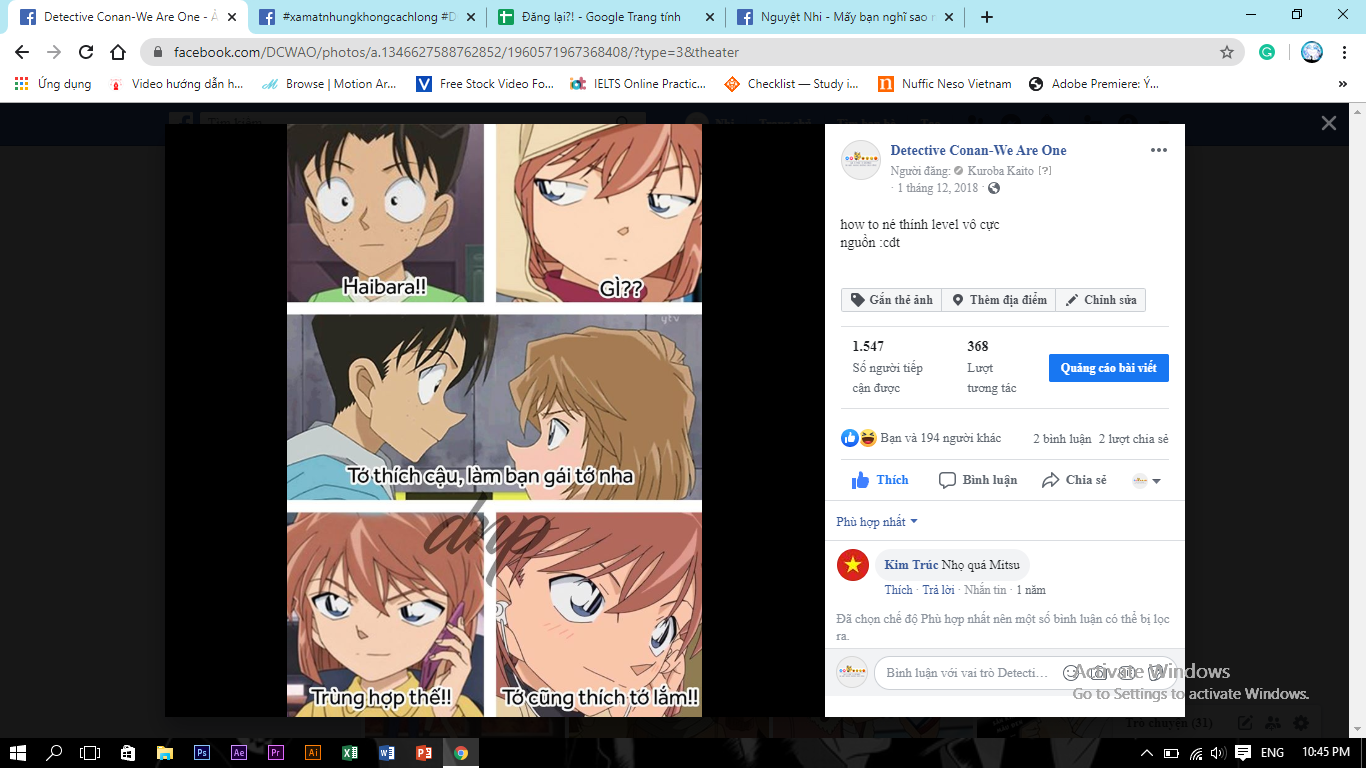 Detective Conan-We Are One - Á
#xamatnhungkhongcachlong #D
Đăng lại?! - Google Trang tính
Nguyệt Nhi - Mấy bạn nghĩ sao
facebook.com/DCWAO/photos/a.1346627588762852/1960571967368408/?type=3&theater
Ứng dụng
Video hướng dẫn h...
Browse | Motion Ar...
Free Stock Video Fo...
IELTS Online Practic...
Checklist — Study i...
Nuffic Neso Vietnam
Adobe Premiere: Ý...
»
Haibara!!
GÌ??
ytv
Tớ thích cậu, làm bạn gái tớ nha
dnp
Trùng hợp thế!!
Tớ cũng thích tớ lắm!!
Detective Conan-We Are One
Người đăng: Kuroba Kaito [?]
· 1 tháng 12, 2018 ·
how to né thính level vô cực
nguồn :cđt
Gắn thẻ ảnh
Thêm địa điểm
Chỉnh sửa
1.547
Số người tiếp
cận được
368
Lượt
tương tác
Quảng cáo bài viết
Bạn và 194 người khác
2 bình luận 2 lượt chia sẻ
Thích
Bình luận
Chia sẻ
Phù hợp nhất
Kim Trúc Nhọ quá Mitsu
Thích · Trả lời · Nhắn tin · 1 năm
Đã chọn chế độ Phù hợp nhất nên một số bình luận có thể bị lọc
ra.
Bình luận với vai trò Detecti...
Activate Windows
Go to Settings to activate Windows.
Trò chuyện (31)
Ps
Ae
Pr
Ai
ENG
10:45 PM